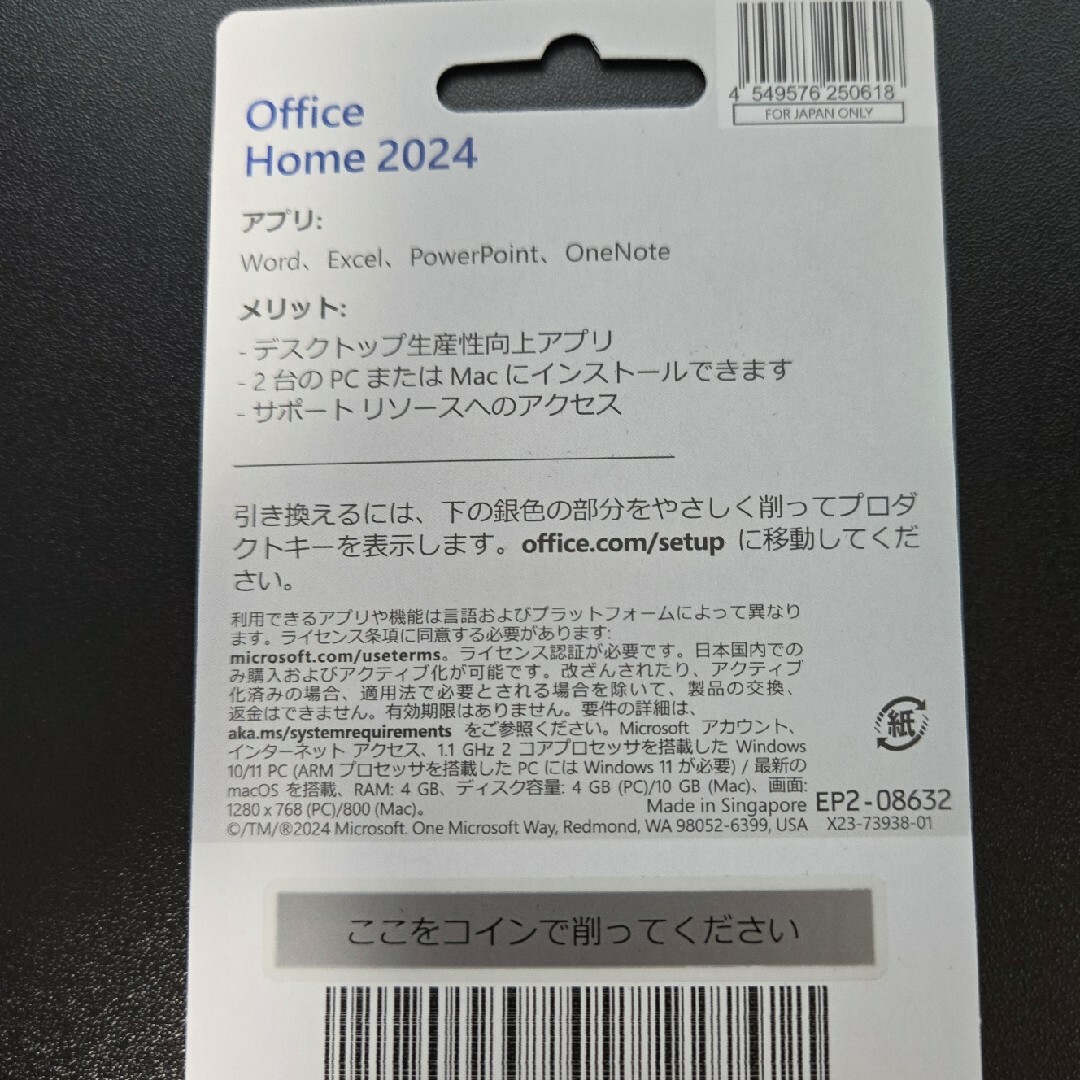 4 549576 250618
FOR JAPAN ONLY
Office
Home 2024
アプリ:
Word、Excel、PowerPoint、OneNote
メリット:
- デスクトップ生産性向上アプリ
- 2 台の PC または Mac にインストールできます
- サポート リソースへのアクセス
引き換えるには、下の銀色の部分をやさしく削ってプロダ
クトキーを表示します。office.com/setup に移動してくだ
さい。
利用できるアプリや機能は言語およびプラットフォームによって異なり
ます。ライセンス条項に同意する必要があります:
microsoft.com/useterms。ライセンス認証が必要です。日本国内での
み購入およびアクティブ化が可能です。改ざんされたり、アクティブ
化済みの場合、適用法で必要とされる場合を除いて、製品の交換、
返金はできません。有効期限はありません。要件の詳細は、
aka.ms/systemrequirements をご参照ください。Microsoft アカウント、
インターネット アクセス、1.1 GHz 2 コアプロセッサを搭載した Windows
10/11 PC (ARM プロセッサを搭載した PC には Windows 11 が必要) / 最新の
macOS を搭載、RAM: 4 GB、ディスク容量: 4 GB (PC)/10 GB (Mac)、画面:
1280 x 768 (PC)/800 (Mac)。
Made in Singapore EP2-08632
©/TM/®2024 Microsoft. One Microsoft Way, Redmond, WA 98052-6399, USA X23-73938-01
紙
ここをコインで削ってください